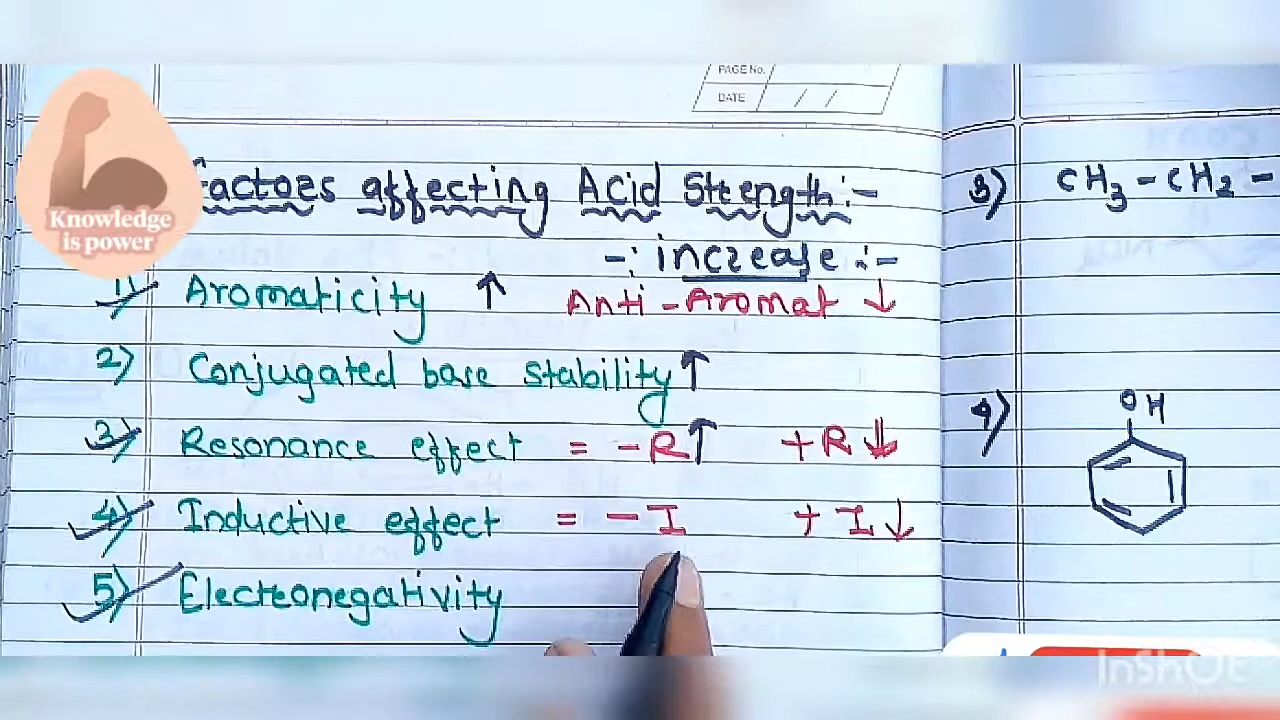 PAGE No.
DATE / /
Knowledge
is power
Factors affecting Acid Strength :-
-: increase :-
1) Aromaticity ↑ Anti-Aromat ↓
2) Conjugated base stability ↑
3) Resonance effect = -R ↑ +R ↓
4) Inductive effect = -I +I ↓
5) Electronegativity
3) CH3 - CH2 -
4)
OH
InShOt